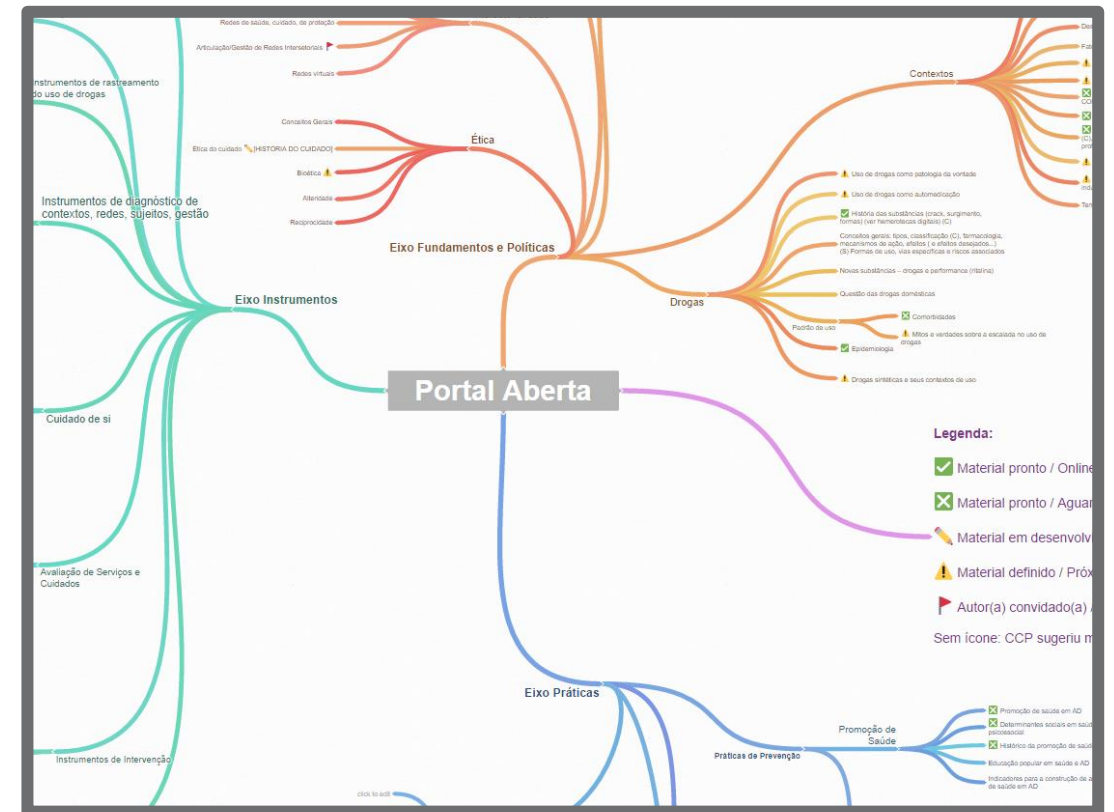 Redes de saúde, cuidado, de proteção
Articulação/Gestão de Redes Intersetoriais
Redes virtuais
Instrumentos de rastreamento
do uso de drogas
Conceitos Gerais
Ética do cuidado [HISTÓRIA DO CUIDADO]
Bioética
Alteridade
Reciprocidade
Ética
Instrumentos de diagnóstico de
contextos, redes, sujeitos, gestão
Eixo Fundamentos e Políticas
Eixo Instrumentos
Cuidado de si
Avaliação de Serviços e
Cuidados
Instrumentos de Intervenção
Portal Aberta
Contextos
Drogas
Uso de drogas como patologia da vontade
Uso de drogas como automedicação
História das substâncias (crack, surgimento,
formas) (ver hemerotecas digitais) (C)
Conceitos gerais: tipos, classificação (C), farmacologia,
mecanismos de ação, efeitos ( e efeitos desejados...)
(S) Formas de uso, vias específicas e riscos associados
Novas substâncias – drogas e performance (ritalina)
Questão das drogas domésticas
Padrão de uso
Comorbidades
Mitos e verdades sobre a escalada no uso de
drogas
Epidemiologia
Drogas sintéticas e seus contextos de uso
Legenda:
Material pronto / Online
Material pronto / Aguar
Material em desenvolvi
Material definido / Próx
Autor(a) convidado(a) /
Sem ícone: CCP sugeriu m
Eixo Práticas
Práticas de Prevenção
Promoção de
Saúde
Promoção de saúde em AD
Determinantes sociais em saúd
psicossocial
Histórico da promoção de saúd
Educação popular em saúde e AD
Indicadores para a construção de a
de saúde em AD
click to edit